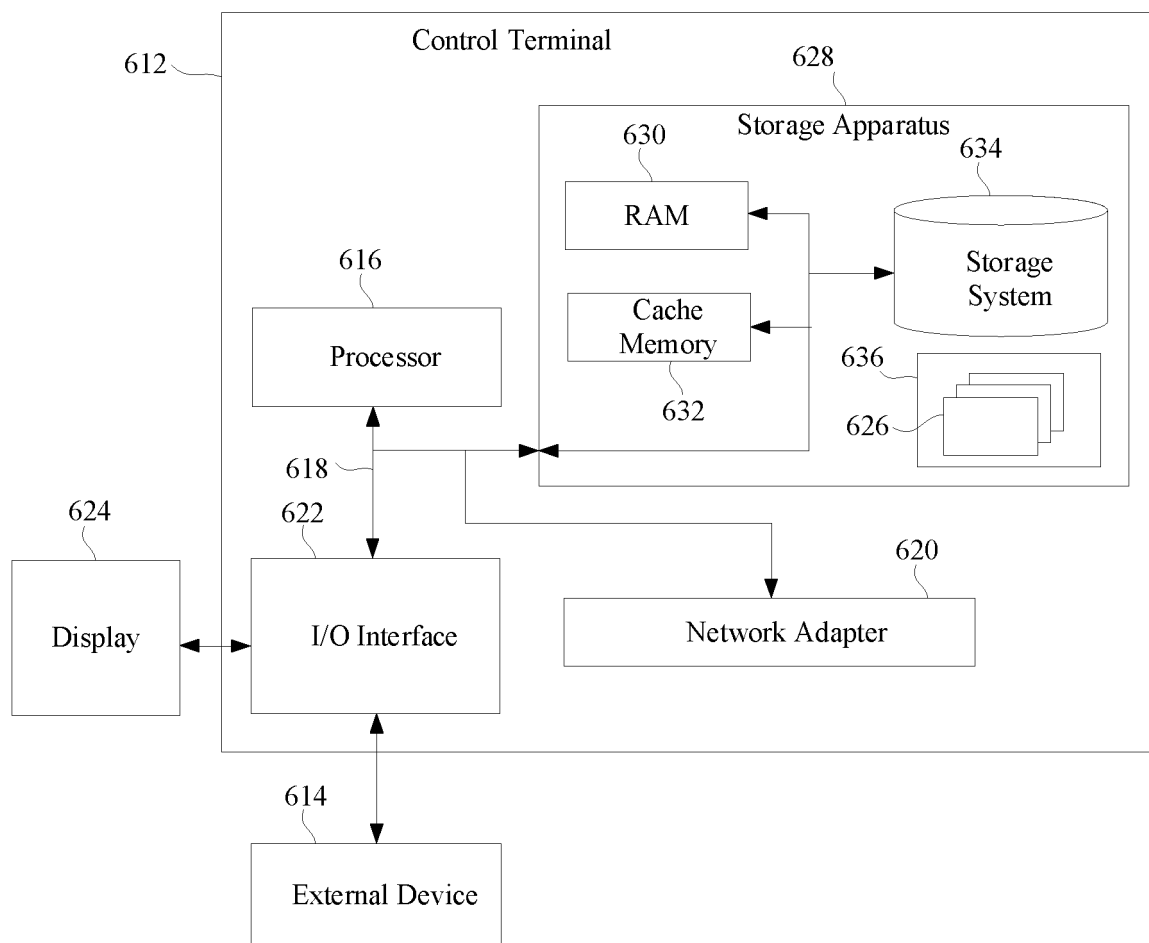 Control Terminal
612
628
Storage Apparatus
630
634
RAM
Storage
System
616
Cache
Memory
Processor
636
632
626
618
624
622
620
Display
I/O Interface
Network Adapter
614
External Device